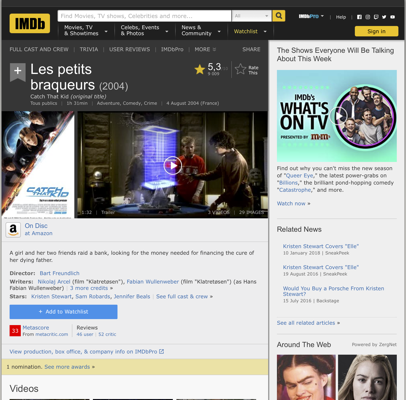 IMDb
Find Movies, TV shows, Celebrities and more...
All
IMDbPro
Help
Movies, TV & Showtimes
Celebs, Events & Photos
News & Community
Watchlist
Sign in
FULL CAST AND CREW | TRIVIA | USER REVIEWS | IMDbPro | MORE
SHARE
Les petits braqueurs (2004)
Catch That Kid (original title)
Tous publics | 1h 31min | Adventure, Comedy, Crime | 4 August 2004 (France)
5,3
Rate This
CATCH THAT KID
1:32 | Trailer
3 VIDEOS | 29 IMAGES
a
On Disc
at Amazon
A girl and her two friends raid a bank, looking for the money needed for financing the cure of
her dying father.
Director: Bart Freundlich
Writers: Nikolaj Arcel (film "Klatretøsen"), Fabian Wullenweber (film "Klatretøsen") (as Hans
Fabian Wullenweber) | 3 more credits »
Stars: Kristen Stewart, Sam Robards, Jennifer Beals | See full cast & crew »
+ Add to Watchlist
33
Metascore
From metacritic.com
Reviews
46 user | 52 critic
View production, box office, & company info on IMDbPro
1 nomination. See more awards »
Videos
The Shows Everyone Will Be Talking
About This Week
IMDb's
WHAT'S
ON TV
PRESENTED BY M&M's
Find out why you can't miss the new season
of "Queer Eye," the latest power-grabs on
"Billions," the brilliant pond-hopping comedy
"Catastrophe," and more.
Watch now »
Related News
Kristen Stewart Covers "Elle"
10 January 2018 | SneakPeek
Kristen Stewart Covers "Elle"
19 August 2016 | SneakPeek
Would You Buy a Porsche From Kristen
Stewart?
15 July 2016 | Backstage
See all related articles »
Around The Web | Powered by ZergNet